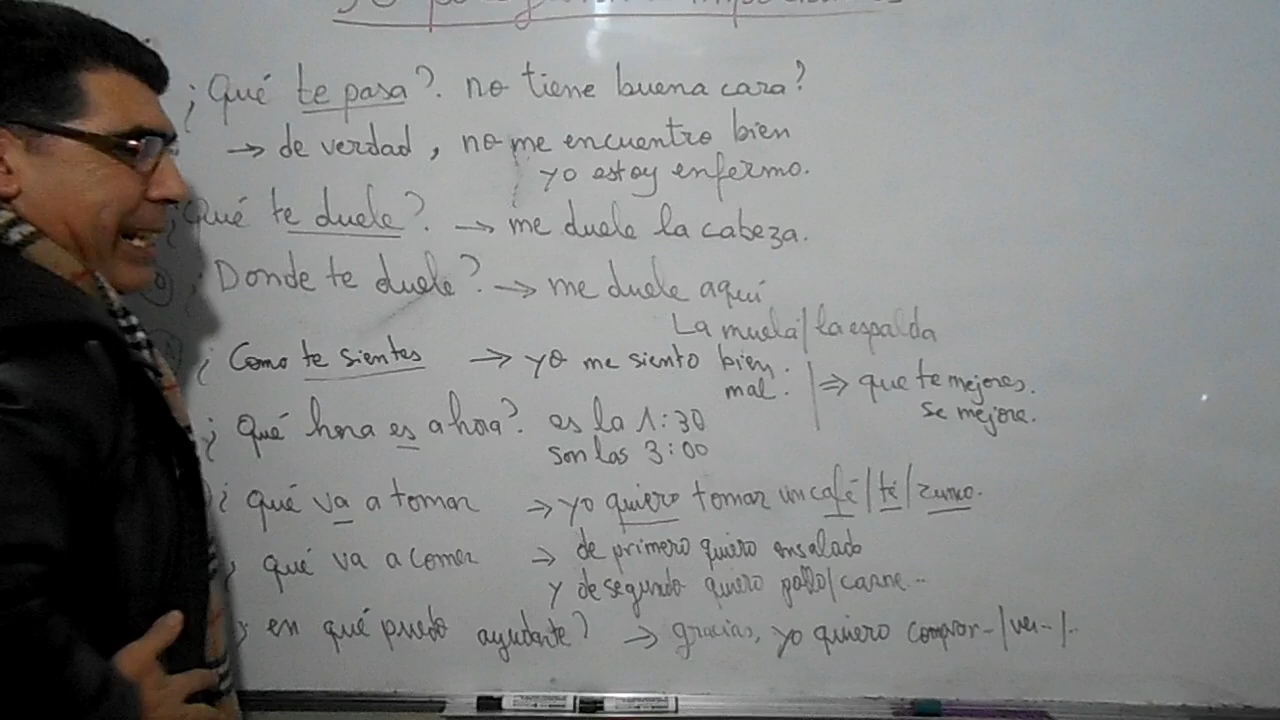 ¿Qué te pasa? no tiene buena cara?
→ de verdad, no me encuentro bien
yo estoy enfermo.
¿Qué te duele? → me duele la cabeza.
¿Donde te duele? → me duele aquí
La muela/la espalda
¿Como te sientes → yo me siento bien.
mal. ⇒ que te mejores.
se mejore.
¿Qué hora es ahora? es la 1:30
son las 3:00
¿qué va a tomar → yo quiero tomar un café/té/zumo.
¿qué va a comer → de primero quiero ensalado
y de segundo quiero pollo/carne...
¿en qué puedo ayudarte? → gracias, yo quiero comprar../ver../..